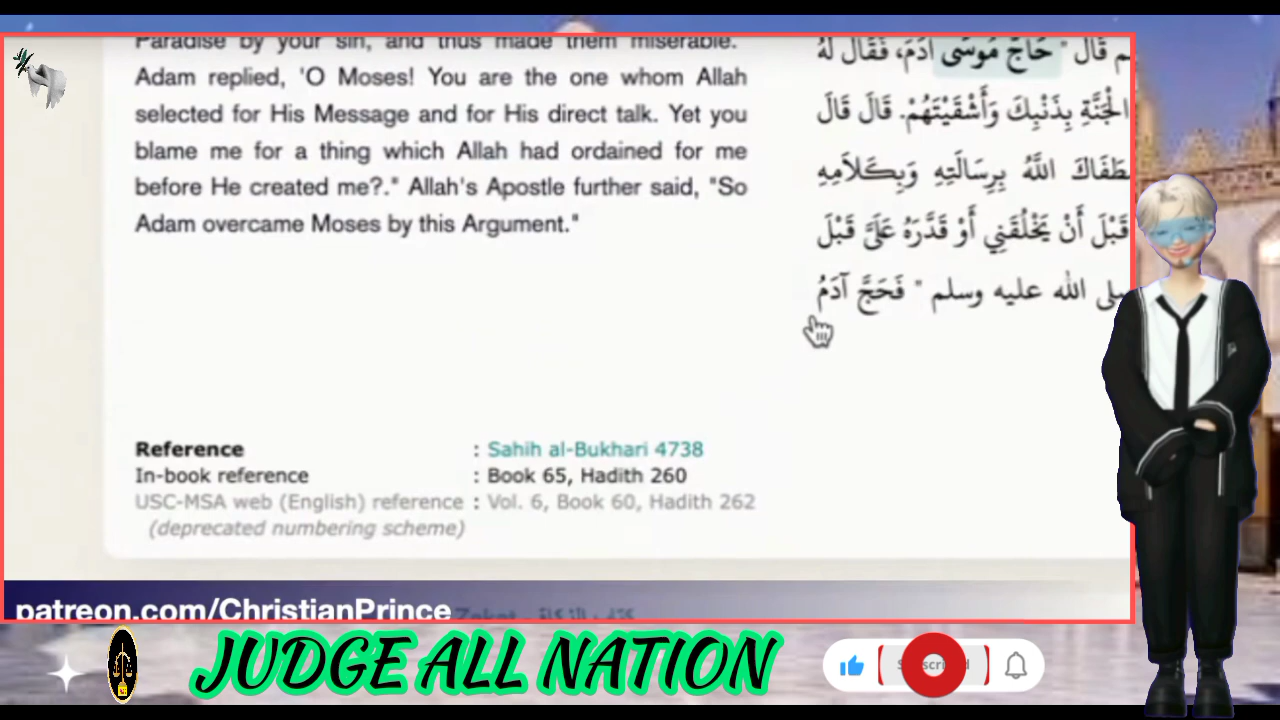 Paradise by your sin, and thus made them miserable."
Adam replied, 'O Moses! You are the one whom Allah
selected for His Message and for His direct talk. Yet you
blame me for a thing which Allah had ordained for me
before He created me?." Allah's Apostle further said, "So
Adam overcame Moses by this Argument."
قَالَ " حَاجَّ مُوسَى آدَمَ، فَقَالَ لَهُ
الْجَنَّةِ بِذَنْبِكَ وَأَشْقَيْتَهُمْ. قَالَ قَالَ
اللَّهُ بِرِسَالَتِهِ وَبِكَلاَمِهِ
قَبْلَ أَنْ يَخْلُقَنِي أَوْ قَدَّرَهُ عَلَىَّ قَبْلَ
الله عليه وسلم " فَحَجَّ آدَمُ
Reference : Sahih al-Bukhari 4738
In-book reference : Book 65, Hadith 260
USC-MSA web (English) reference : Vol. 6, Book 60, Hadith 262
(deprecated numbering scheme)
patreon.com/ChristianPrince
JUDGE ALL NATION